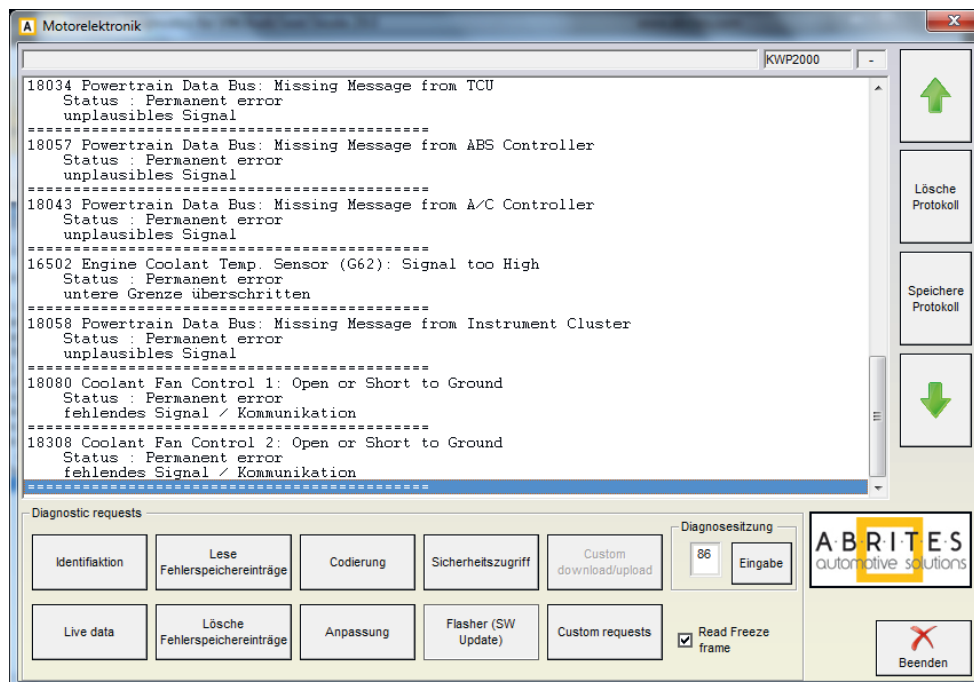 A Motorelektronik
KWP2000 -
18034 Powertrain Data Bus: Missing Message from TCU
Status : Permanent error
unplausibles Signal
============================================
18057 Powertrain Data Bus: Missing Message from ABS Controller
Status : Permanent error
unplausibles Signal
============================================
18043 Powertrain Data Bus: Missing Message from A/C Controller
Status : Permanent error
unplausibles Signal
============================================
16502 Engine Coolant Temp. Sensor (G62): Signal too High
Status : Permanent error
untere Grenze überschritten
============================================
18058 Powertrain Data Bus: Missing Message from Instrument Cluster
Status : Permanent error
unplausibles Signal
============================================
18080 Coolant Fan Control 1: Open or Short to Ground
Status : Permanent error
fehlendes Signal / Kommunikation
============================================
18308 Coolant Fan Control 2: Open or Short to Ground
Status : Permanent error
fehlendes Signal / Kommunikation
============================================
Lösche
Protokoll
Speichere
Protokoll
Diagnostic requests
Identifiaktion
Lese
Fehlerspeichereinträge
Codierung
Sicherheitszugriff
Custom
download/upload
Diagnosesitzung
86
Eingabe
Live data
Lösche
Fehlerspeichereinträge
Anpassung
Flasher (SW
Update)
Custom requests
Read Freeze
frame
A·B·R·I·T·E·S
automotive solutions
Beenden